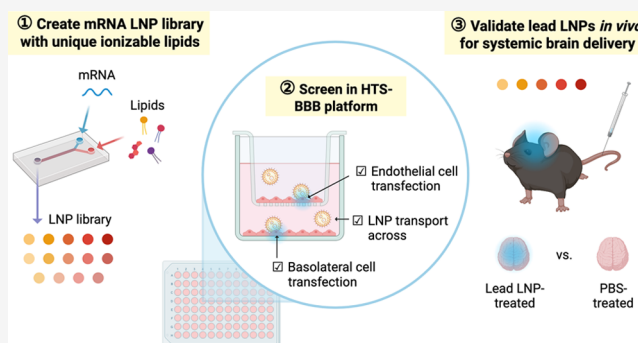 ① Create mRNA LNP library
with unique ionizable lipids
mRNA
Lipids
LNP library
② Screen in HTS-
BBB platform
☑ Endothelial cell
transfection
☑ LNP transport
across
☑ Basolateral cell
transfection
③ Validate lead LNPs in vivo
for systemic brain delivery
Lead LNP-
treated
vs.
PBS-
treated